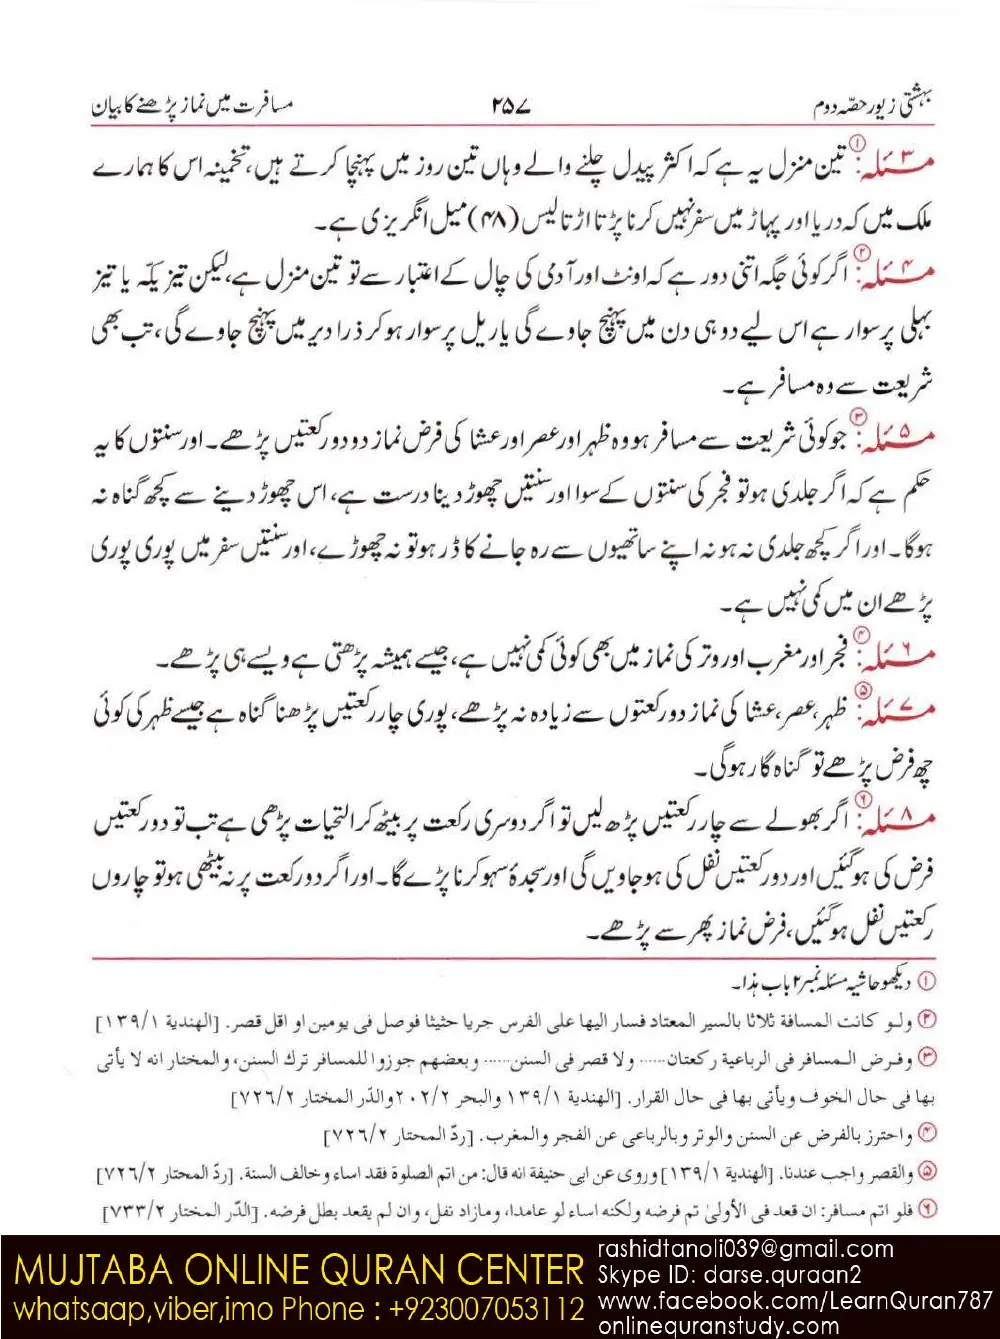 بہشتی زیور حصّہ دوم ۲۵۷ مسافرت میں نماز پڑھنے کا بیان
مسئلہ ۳: ① تین منزل یہ ہے کہ اکثر پیدل چلنے والے وہاں تین روز میں پہنچا کرتے ہیں، تخمینہ اس کا ہمارے
ملک میں کہ دریا اور پہاڑ میں سفر نہیں کرنا پڑتا اڑتالیس (۴۸) میل انگریزی ہے۔
مسئلہ ۴: ② اگر کوئی جگہ اتنی دور ہے کہ اونٹ اور آدمی کی چال کے اعتبار سے تو تین منزل ہے، لیکن تیز یکّہ یا تیز
بہلی پر سوار ہے اس لیے دو ہی دن میں پہنچ جاوے گی یا ریل پر سوار ہو کر ذرا دیر میں پہنچ جاوے گی، تب بھی
شریعت سے وہ مسافر ہے۔
مسئلہ ۵: ③ جو کوئی شریعت سے مسافر ہو وہ ظہر اور عصر اور عشا کی فرض نماز دو دو رکعتیں پڑھے۔ اور سنتوں کا یہ
حکم ہے کہ اگر جلدی ہو تو فجر کی سنتوں کے سوا اور سنتیں چھوڑ دینا درست ہے، اس چھوڑ دینے سے کچھ گناہ نہ
ہوگا۔ اور اگر کچھ جلدی نہ ہو نہ اپنے ساتھیوں سے رہ جانے کا ڈر ہو تو نہ چھوڑے، اور سنتیں سفر میں پوری پوری
پڑھے ان میں کمی نہیں ہے۔
مسئلہ ۶: ④ فجر اور مغرب اور وتر کی نماز میں بھی کوئی کمی نہیں ہے، جیسے ہمیشہ پڑھتی ہے ویسے ہی پڑھے۔
مسئلہ ۷: ⑤ ظہر، عصر، عشا کی نماز دو رکعتوں سے زیادہ نہ پڑھے، پوری چار رکعتیں پڑھنا گناہ ہے جیسے ظہر کی کوئی
چھ فرض پڑھے تو گناہ گار ہوگی۔
مسئلہ ۸: ⑥ اگر بھولے سے چار رکعتیں پڑھ لیں تو اگر دوسری رکعت پر بیٹھ کر التحیات پڑھی ہے تب تو دو رکعتیں
فرض کی ہو گئیں اور دو رکعتیں نفل کی ہو جاویں گی اور سجدۂ سہو کرنا پڑے گا۔ اور اگر دو رکعت پر نہ بیٹھی ہو تو چاروں
رکعتیں نفل ہو گئیں، فرض نماز پھر سے پڑھے۔
① دیکھو حاشیہ مسئلہ نمبر ۲ باب ہذا۔
② ولو كانت المسافة ثلاثا بالسير المعتاد فسار اليها على الفرس جريا حثيثا فوصل فى يومين او اقل قصر. [الهندية ۱/۱۳۹]
③ وفرض المسافر فى الرباعية ركعتان...... ولا قصر فى السنن...... وبعضهم جوزوا للمسافر ترك السنن، والمختار انه لا يأتى
بها فى حال الخوف ويأتى بها فى حال القرار. [الهندية ۱/۱۳۹ والبحر ۲/۲۰۲ والدّر المختار ۲/۷۲۶]
④ واحترز بالفرض عن السنن والوتر وبالرباعى عن الفجر والمغرب. [ردّ المحتار ۲/۷۲۶]
⑤ والقصر واجب عندنا. [الهندية ۱/۱۳۹] وروى عن ابى حنيفة انه قال: من اتم الصلوة فقد اساء وخالف السنة. [ردّ المحتار ۲/۷۲۶]
⑥ فلو اتم مسافر: ان قعد فى الأولىٰ تم فرضه ولكنه اساء لو عامدا، ومازاد نفل، وان لم يقعد بطل فرضه. [الدّر المختار ۲/۷۳۳]
MUJTABA ONLINE QURAN CENTER
whatsaap,viber,imo Phone : +923007053112
rashidtanoli039@gmail.com
Skype ID: darse.quraan2
www.facebook.com/LearnQuran787
onlinequranstudy.com